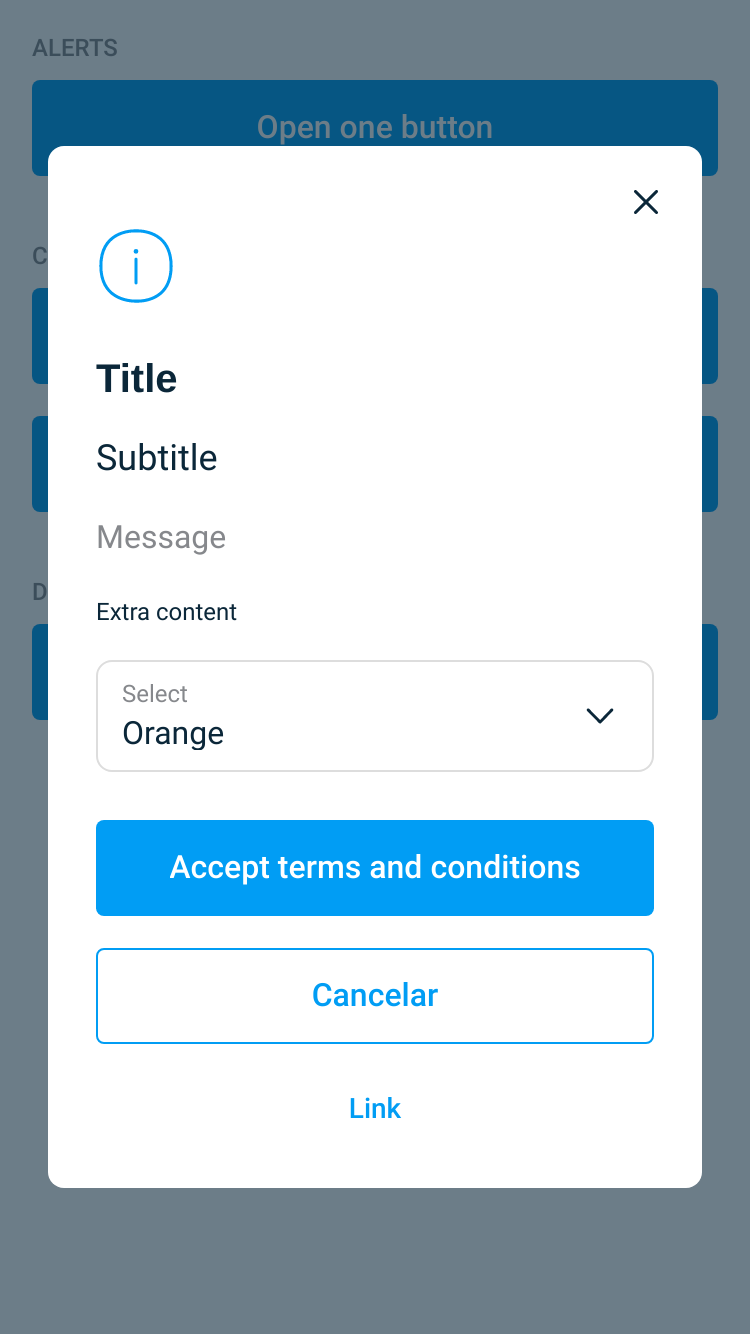 ALERTS
Open one button
C
D
Title
Subtitle
Message
Extra content
Select
Orange
Accept terms and conditions
Cancelar
Link